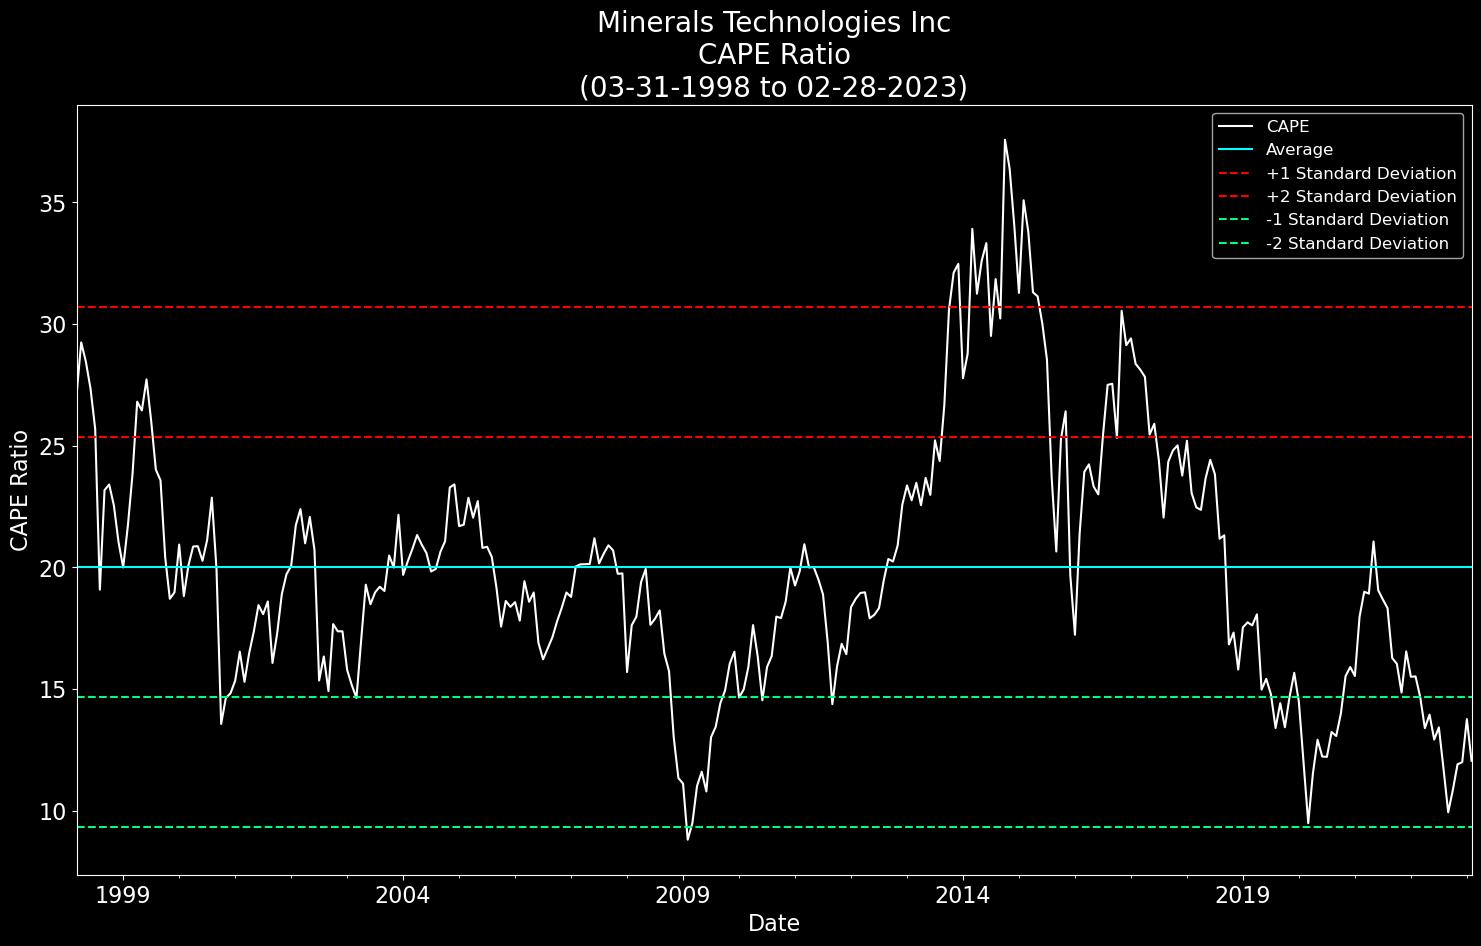 Minerals Technologies Inc
CAPE Ratio
(03-31-1998 to 02-28-2023)
CAPE
Average
+1 Standard Deviation
+2 Standard Deviation
-1 Standard Deviation
-2 Standard Deviation
CAPE Ratio
35
30
25
20
15
10
1999
2004
2009
2014
2019
Date